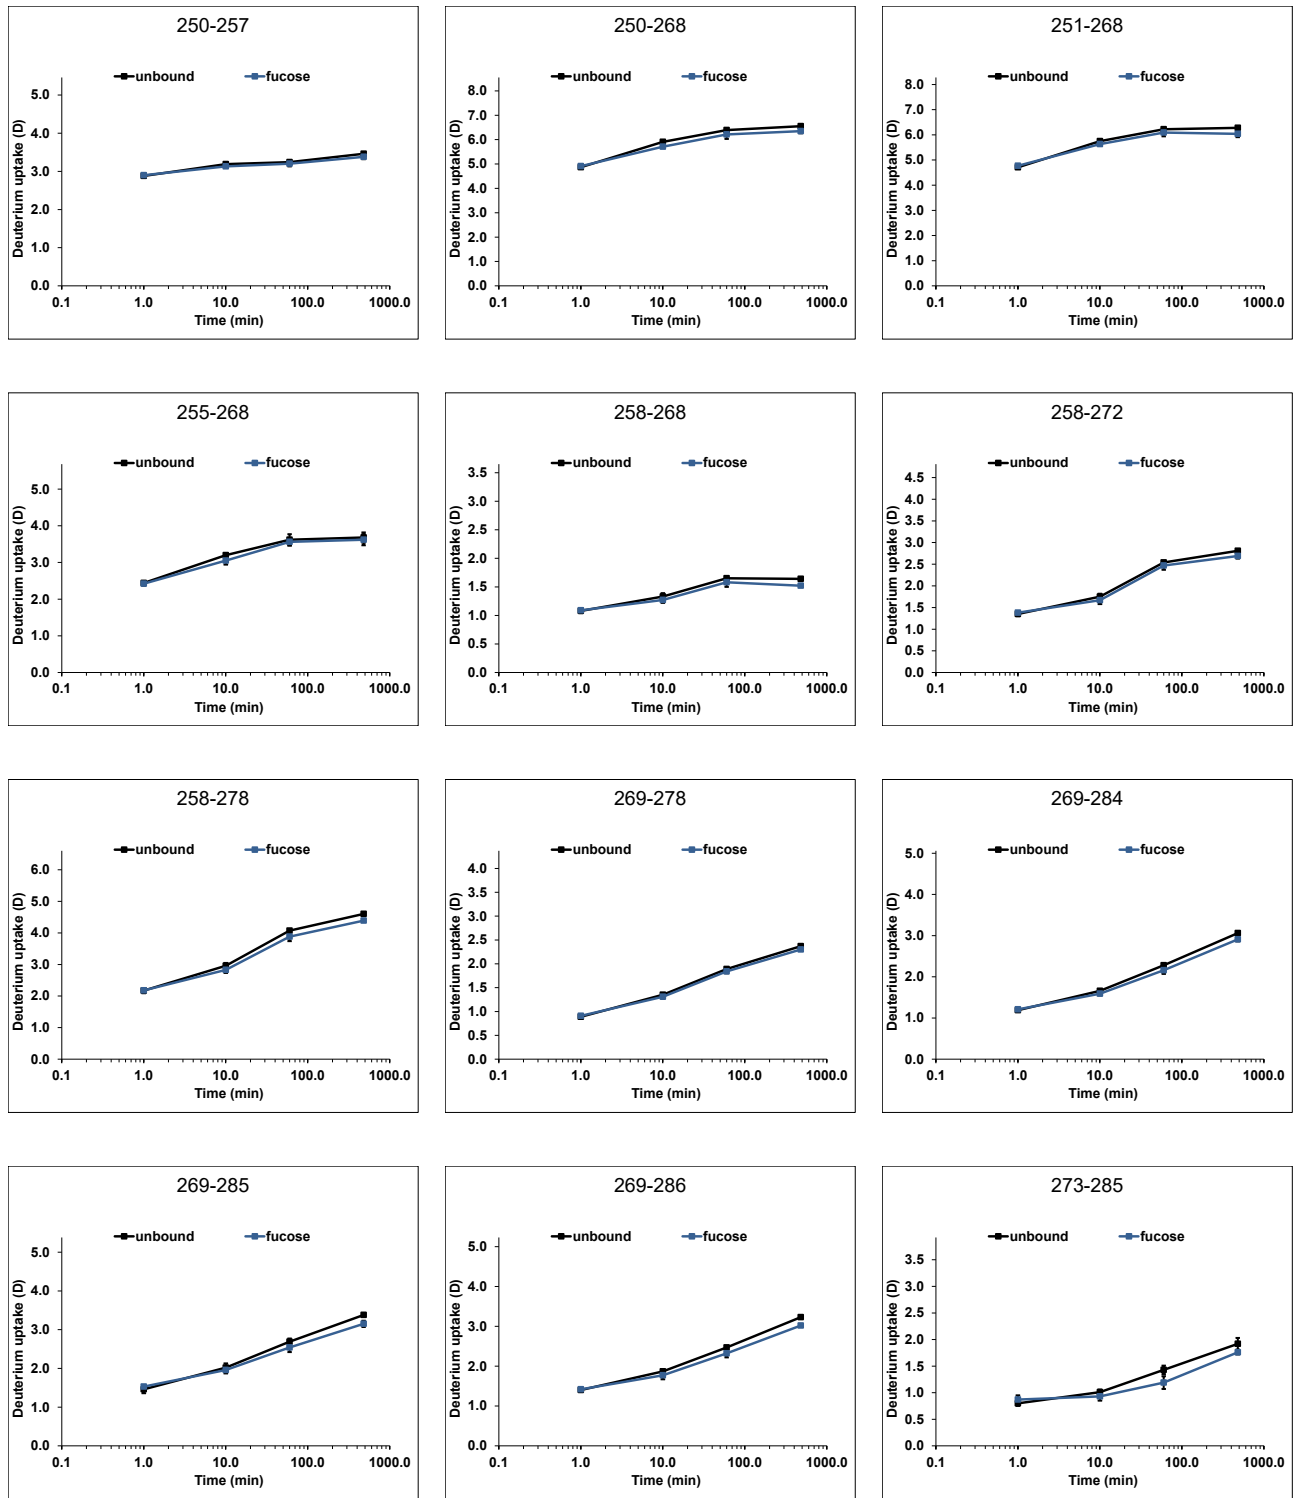 250-257
unbound fucose
Deuterium uptake (D)
5.0
4.0
3.0
2.0
1.0
0.0
0.1 1.0 10.0 100.0 1000.0
Time (min)
250-268
unbound fucose
Deuterium uptake (D)
8.0
7.0
6.0
5.0
4.0
3.0
2.0
1.0
0.0
0.1 1.0 10.0 100.0 1000.0
Time (min)
251-268
unbound fucose
Deuterium uptake (D)
8.0
7.0
6.0
5.0
4.0
3.0
2.0
1.0
0.0
0.1 1.0 10.0 100.0 1000.0
Time (min)
255-268
unbound fucose
Deuterium uptake (D)
5.0
4.0
3.0
2.0
1.0
0.0
0.1 1.0 10.0 100.0 1000.0
Time (min)
258-268
unbound fucose
Deuterium uptake (D)
3.5
3.0
2.5
2.0
1.5
1.0
0.5
0.0
0.1 1.0 10.0 100.0 1000.0
Time (min)
258-272
unbound fucose
Deuterium uptake (D)
4.5
4.0
3.5
3.0
2.5
2.0
1.5
1.0
0.5
0.0
0.1 1.0 10.0 100.0 1000.0
Time (min)
258-278
unbound fucose
Deuterium uptake (D)
6.0
5.0
4.0
3.0
2.0
1.0
0.0
0.1 1.0 10.0 100.0 1000.0
Time (min)
269-278
unbound fucose
Deuterium uptake (D)
4.0
3.5
3.0
2.5
2.0
1.5
1.0
0.5
0.0
0.1 1.0 10.0 100.0 1000.0
Time (min)
269-284
unbound fucose
Deuterium uptake (D)
5.0
4.0
3.0
2.0
1.0
0.0
0.1 1.0 10.0 100.0 1000.0
Time (min)
269-285
unbound fucose
Deuterium uptake (D)
5.0
4.0
3.0
2.0
1.0
0.0
0.1 1.0 10.0 100.0 1000.0
Time (min)
269-286
unbound fucose
Deuterium uptake (D)
5.0
4.0
3.0
2.0
1.0
0.0
0.1 1.0 10.0 100.0 1000.0
Time (min)
273-285
unbound fucose
Deuterium uptake (D)
3.5
3.0
2.5
2.0
1.5
1.0
0.5
0.0
0.1 1.0 10.0 100.0 1000.0
Time (min)